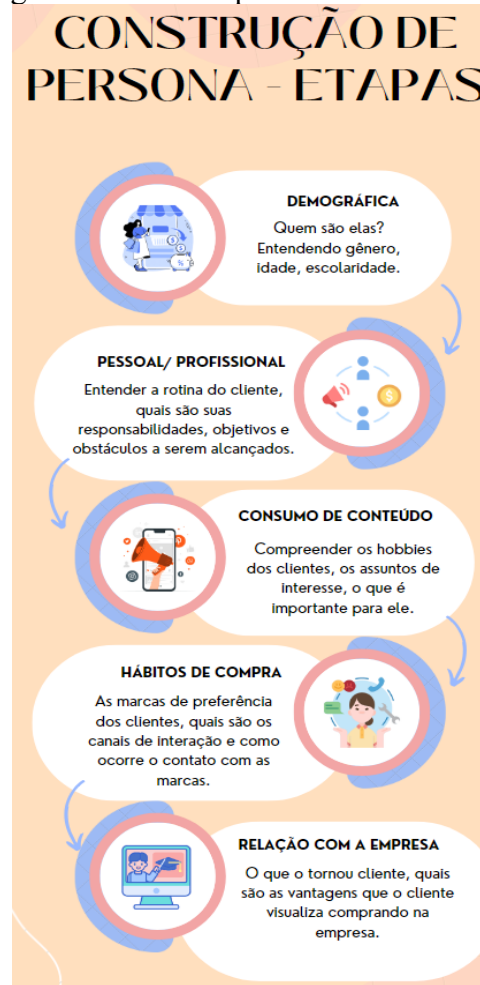 CONSTRUÇÃO DE
PERSONA - ETAPAS
DEMOGRÁFICA
Quem são elas?
Entendendo gênero,
idade, escolaridade.
PESSOAL/ PROFISSIONAL
Entender a rotina do cliente,
quais são suas
responsabilidades, objetivos e
obstáculos a serem alcançados.
CONSUMO DE CONTEÚDO
Compreender os hobbies
dos clientes, os assuntos de
interesse, o que é
importante para ele.
HÁBITOS DE COMPRA
As marcas de preferência
dos clientes, quais são os
canais de interação e como
ocorre o contato com as
marcas.
RELAÇÃO COM A EMPRESA
O que o tornou cliente, quais
são as vantagens que o cliente
visualiza comprando na
empresa.